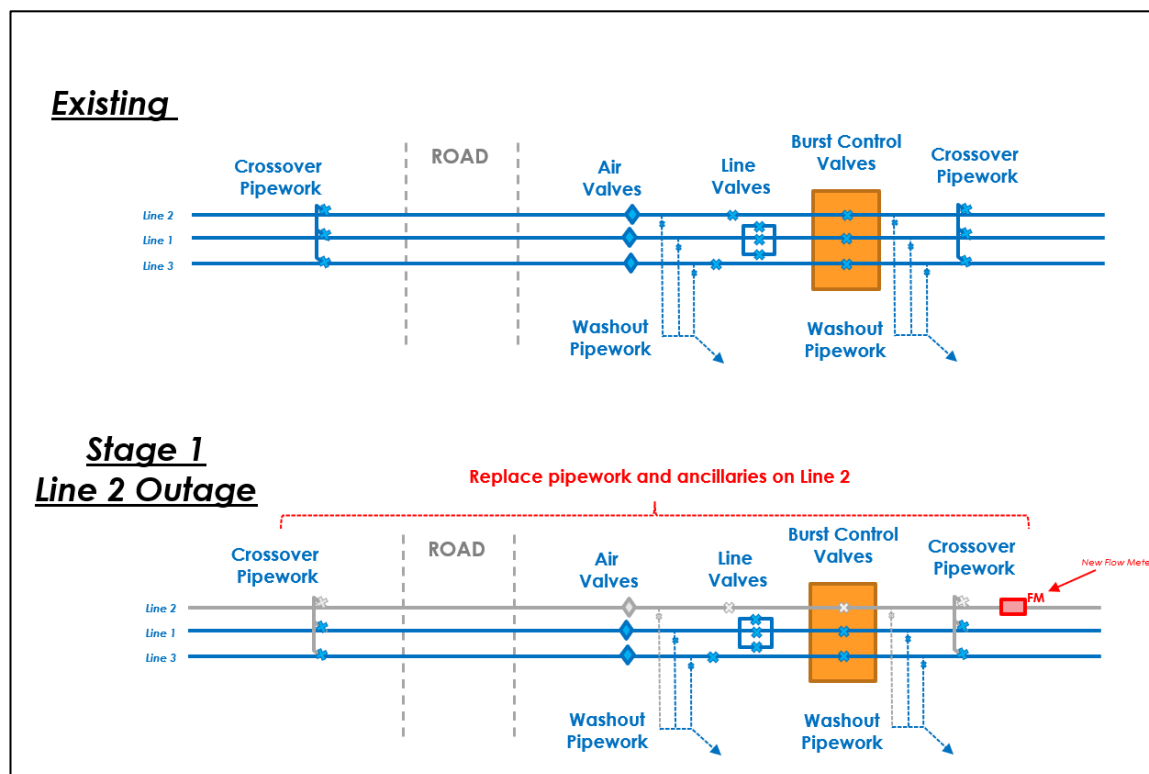 Existing
ROAD
Burst Control
Valves
Crossover
Pipework
Air
Valves
Line
Valves
Crossover
Pipework
Line 2
Line 1
Line 3
Washout
Pipework
Washout
Pipework
Stage 1
Line 2 Outage
Replace pipework and ancillaries on Line 2
ROAD
Burst Control
Valves
Crossover
Pipework
Air
Valves
Line
Valves
Crossover
Pipework
New Flow Mete
FM
Line 2
Line 1
Line 3
Washout
Pipework
Washout
Pipework